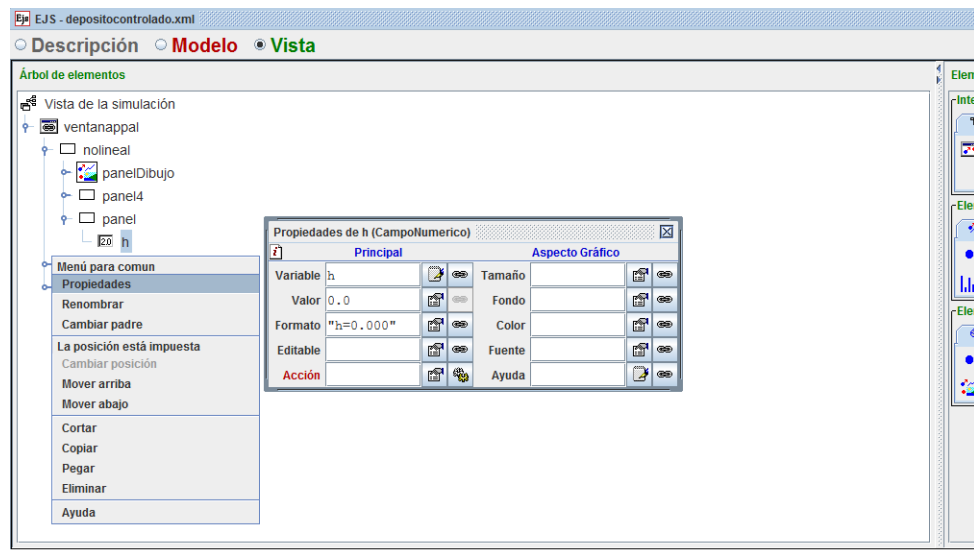 EJS - depositocontrolado.xml
Descripción Modelo Vista
Árbol de elementos
Elem
Vista de la simulación
Inte
ventanappal
nolineal
panelDibujo
panel4
Ele
panel
h
Propiedades de h (CampoNumerico)
Principal Aspecto Gráfico
Variable h Tamaño
Valor 0.0 Fondo
Formato "h=0.000" Color
Editable Fuente
Acción Ayuda
Menú para comun
Propiedades
Renombrar
Cambiar padre
La posición está impuesta
Cambiar posición
Mover arriba
Mover abajo
Cortar
Copiar
Pegar
Eliminar
Ayuda
Ele